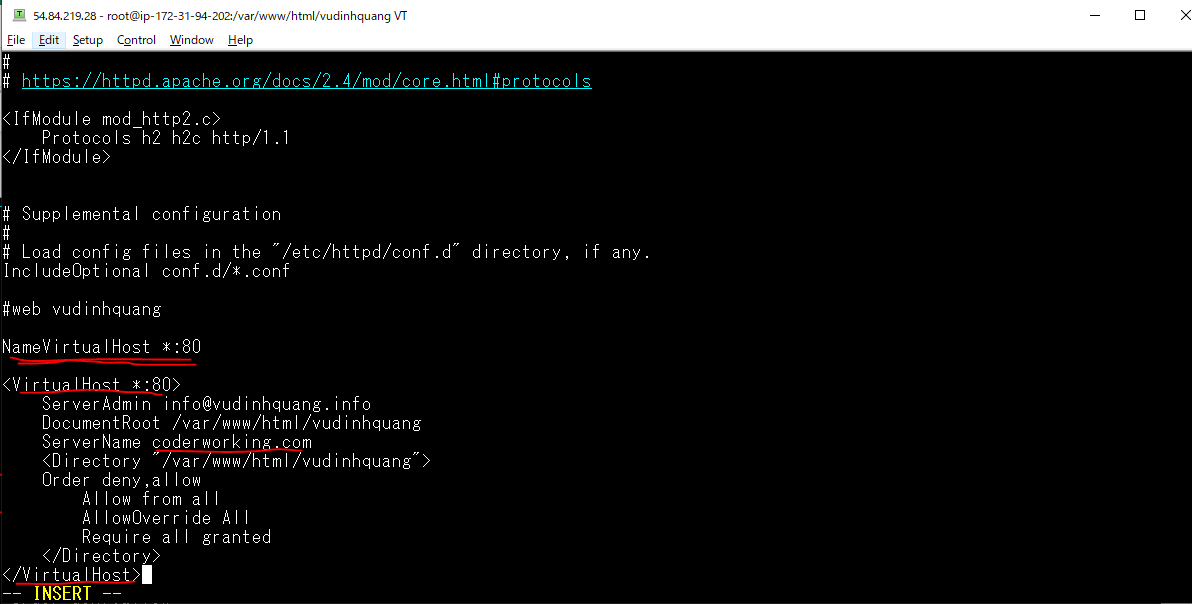 54.84.219.28 - root@ip-172-31-94-202:/var/www/html/vudinhquang VT
File Edit Setup Control Window Help
#
# https://httpd.apache.org/docs/2.4/mod/core.html#protocols
<IfModule mod_http2.c>
    Protocols h2 h2c http/1.1
</IfModule>
# Supplemental configuration
#
# Load config files in the "/etc/httpd/conf.d" directory, if any.
IncludeOptional conf.d/*.conf
#web vudinhquang
NameVirtualHost *:80
<VirtualHost *:80>
    ServerAdmin info@vudinhquang.info
    DocumentRoot /var/www/html/vudinhquang
    ServerName coderworking.com
    <Directory "/var/www/html/vudinhquang">
    Order deny,allow
        Allow from all
        AllowOverride All
        Require all granted
    </Directory>
</VirtualHost>
-- INSERT --